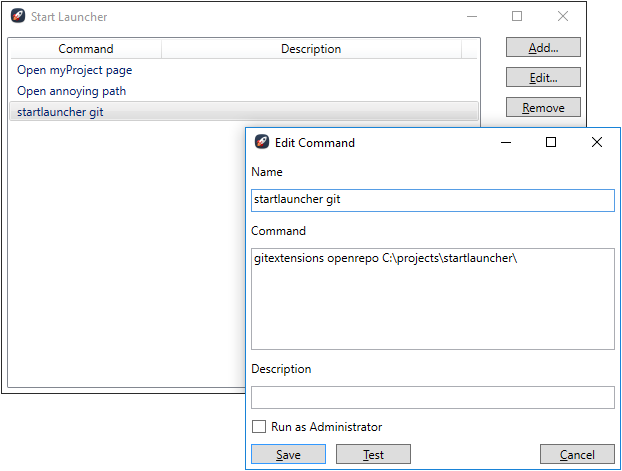 Start Launcher
Command Description
Open myProject page
Open annoying path
startlauncher git
Add...
Edit...
Remove
Edit Command
Name
startlauncher git
Command
gitextensions openrepo C:\projects\startlauncher\
Description
Run as Administrator
Save Test Cancel